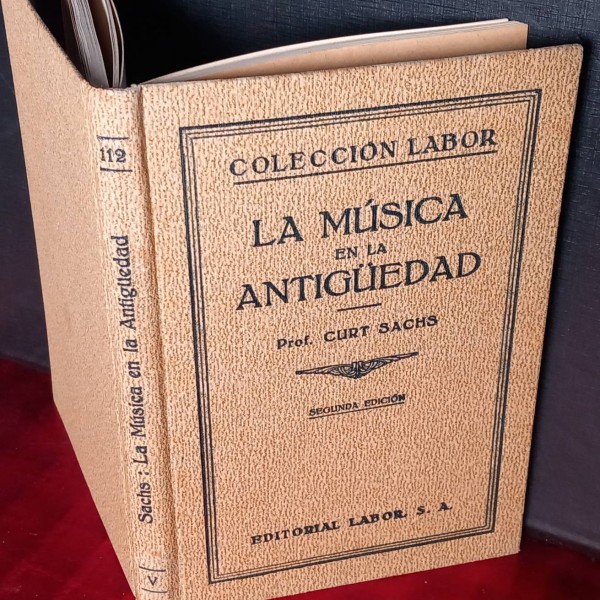 COLECCIÓN LABOR
LA MÚSICA
EN LA
ANTIGÜEDAD
Prof. CURT SACHS
SEGUNDA EDICIÓN
EDITORIAL LABOR, S. A.
112
Sachs : La Música en la Antigüedad
V